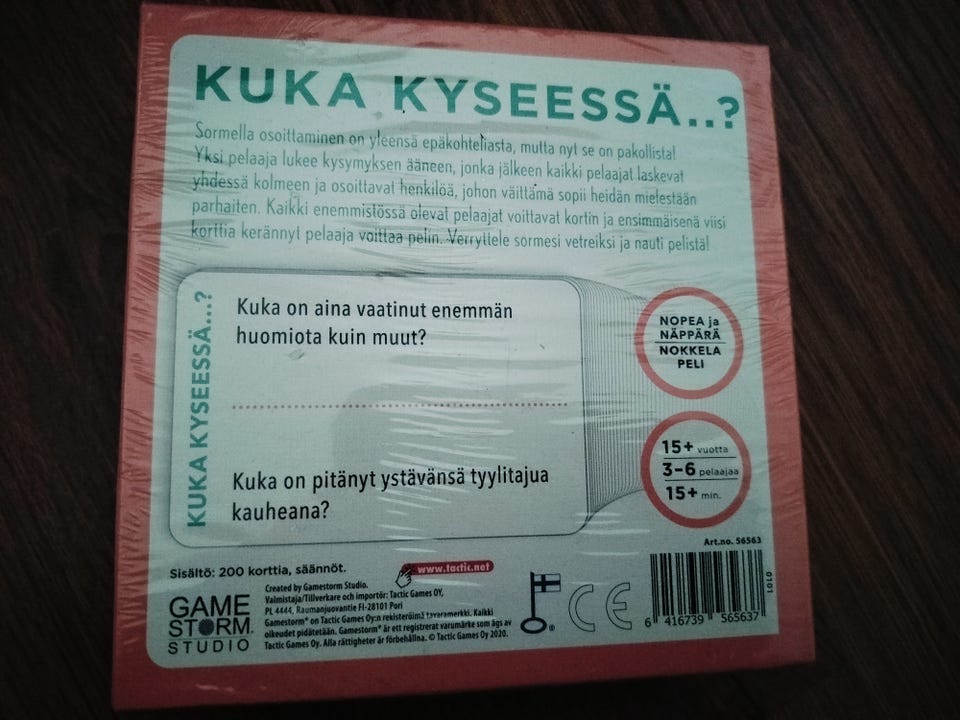 KUKA KYSEESSÄ..?
Sormella osoittaminen on yleensä epäkohteliasta, mutta nyt se on pakollista!
Yksi pelaaja lukee kysymyksen ääneen, jonka jälkeen kaikki pelaajat laskevat
yhdessä kolmeen ja osoittavat henkilöä, johon väittämä sopii heidän mielestään
parhaiten. Kaikki enemmistössä olevat pelaajat voittavat kortin ja ensimmäisenä viisi
korttia kerännyt pelaaja voittaa pelin. Verryttele sormesi vetreiksi ja nauti pelistä!
KUKA KYSEESSÄ...?
Kuka on aina vaatinut enemmän
huomiota kuin muut?
Kuka on pitänyt ystävänsä tyylitajua
kauheana?
NOPEA ja
NÄPPÄRÄ
NOKKELA
PELI
15+ vuotta
3-6 pelaajaa
15+ min.
Art.no. 56563
Sisältö: 200 korttia, säännöt.
www.tactic.net
GAME
STORM
STUDIO
Created by Gamestorm Studio.
Valmistaja/Tillverkare och importör: Tactic Games OY,
PL 4444, Raumanjuovantie FI-28101 Pori
Gamestorm® on Tactic Games Oy:n rekisteröimä tavaramerkki. Kaikki
oikeudet pidätetään. Gamestorm® är ett registrerat varumärke som ägs av
Tactic Games Oy. Alla rättigheter är förbehållna. © Tactic Games Oy 2020.
CE
0101
6 416739 565637